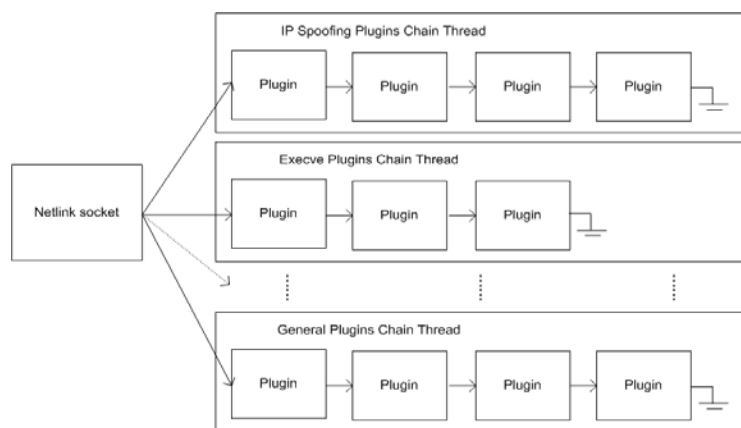 IP Spoofing Plugins Chain Thread
Plugin Plugin Plugin Plugin
Execve Plugins Chain Thread
Netlink socket
Plugin Plugin Plugin
General Plugins Chain Thread
Plugin Plugin Plugin Plugin